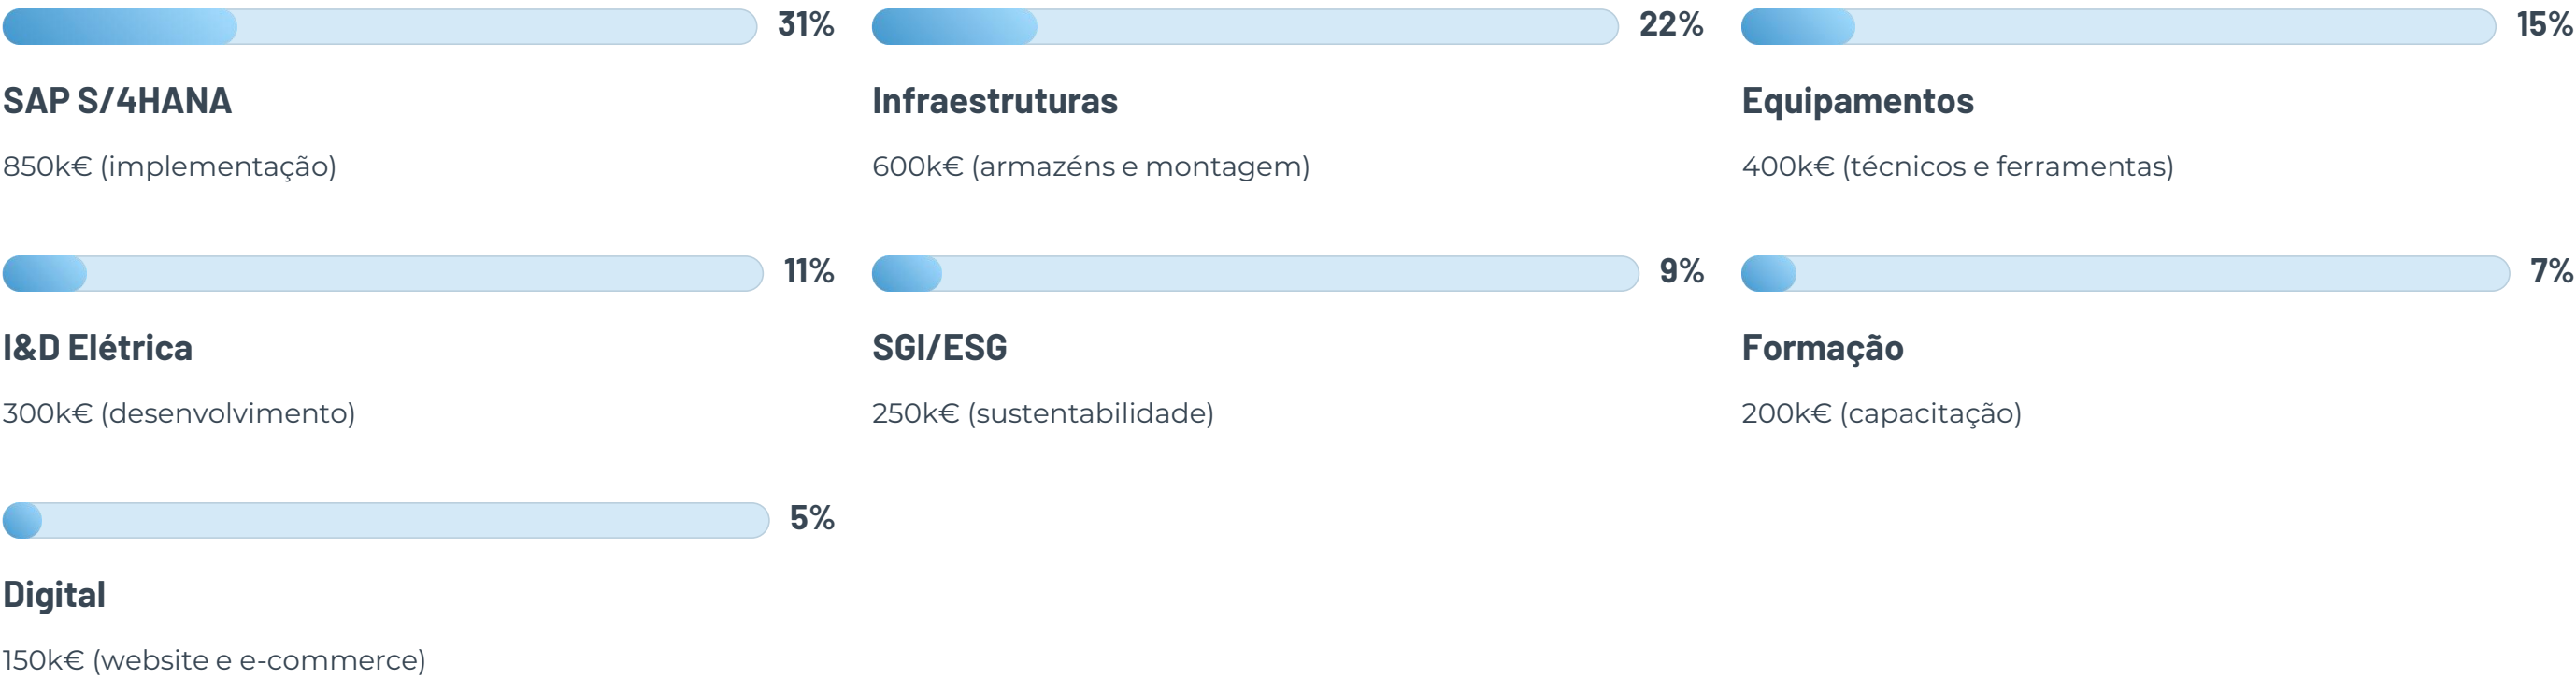 31%
SAP S/4HANA
850k€ (implementação)
22%
Infraestruturas
600k€ (armazéns e montagem)
15%
Equipamentos
400k€ (técnicos e ferramentas)
11%
I&D Elétrica
300k€ (desenvolvimento)
9%
SGI/ESG
250k€ (sustentabilidade)
7%
Formação
200k€ (capacitação)
5%
Digital
150k€ (website e e-commerce)